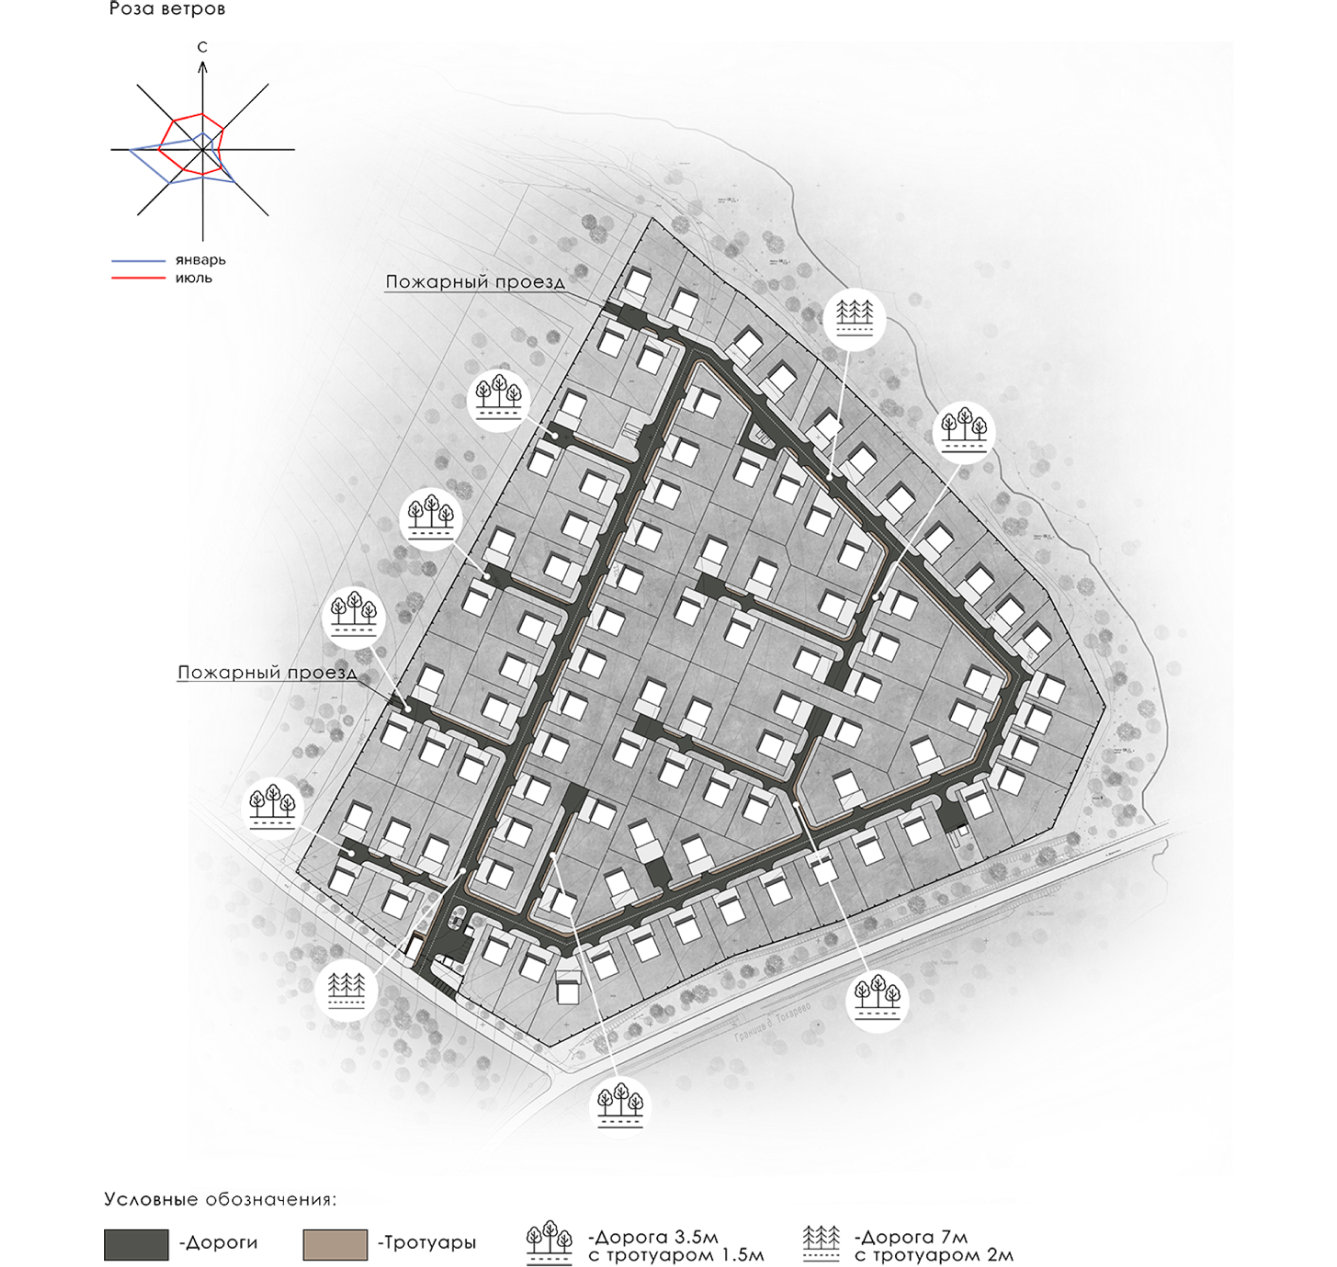 Роза ветров
С
январь
июль
Пожарный проезд
Пожарный проезд
Граница д. Токарево
Условные обозначения:
-Дороги
-Тротуары
-Дорога 3.5м
с тротуаром 1.5м
-Дорога 7м
с тротуаром 2м